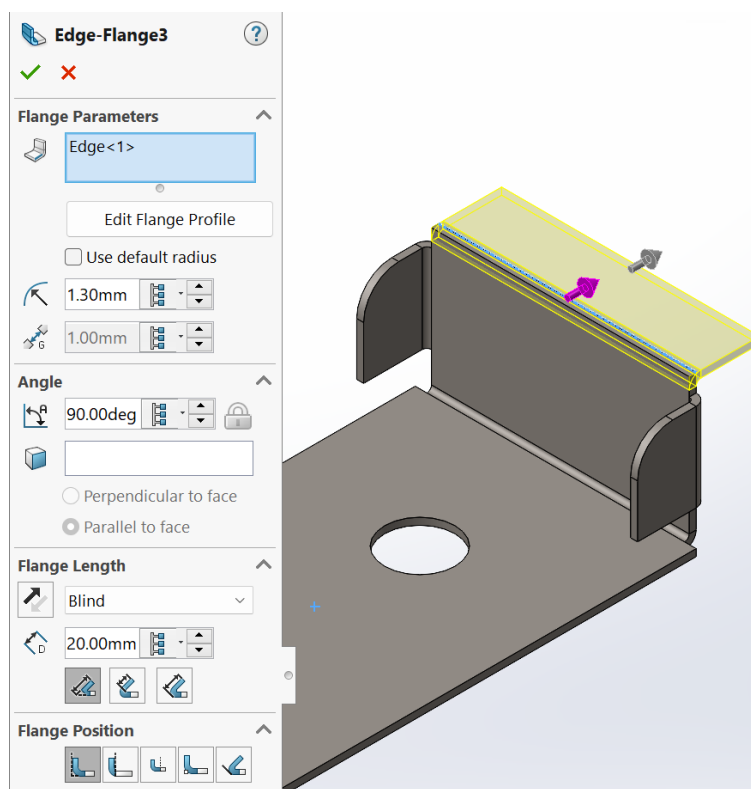 Edge-Flange3
?
Flange Parameters
Edge<1>
Edit Flange Profile
Use default radius
1.30mm
G
1.00mm
Angle
A
90.00deg
Perpendicular to face
Parallel to face
Flange Length
Blind
D
20.00mm
Flange Position